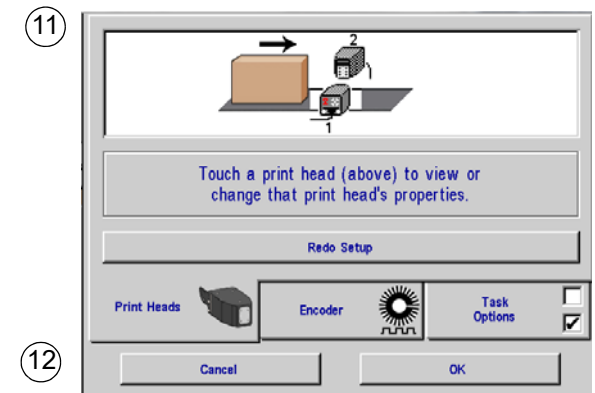 11
2
1
Touch a print head (above) to view or
change that print head's properties.
Redo Setup
Print Heads
Encoder
Task
Options
12
Cancel
OK